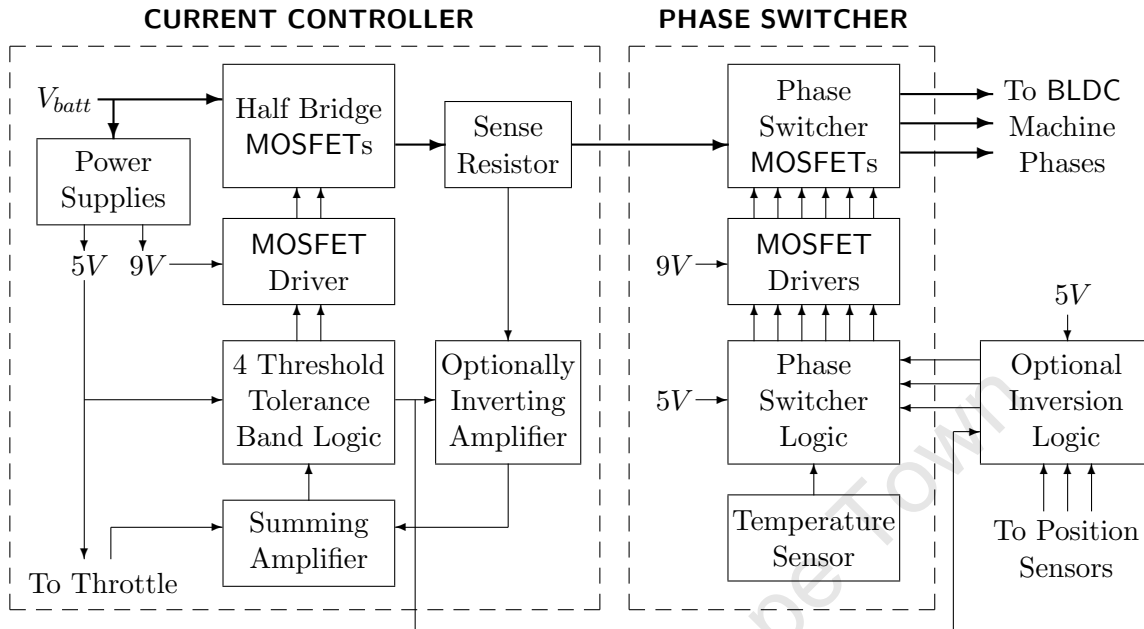 CURRENT CONTROLLER
PHASE SWITCHER
V_batt
Half Bridge
MOSFETs
Sense
Resistor
Phase
Switcher
MOSFETs
To BLDC
Machine
Phases
Power
Supplies
5V
9V
MOSFET
Driver
9V
MOSFET
Drivers
5V
4 Threshold
Tolerance
Band Logic
Optionally
Inverting
Amplifier
5V
Phase
Switcher
Logic
Optional
Inversion
Logic
Summing
Amplifier
Temperature
Sensor
To Throttle
To Position
Sensors
pe Town